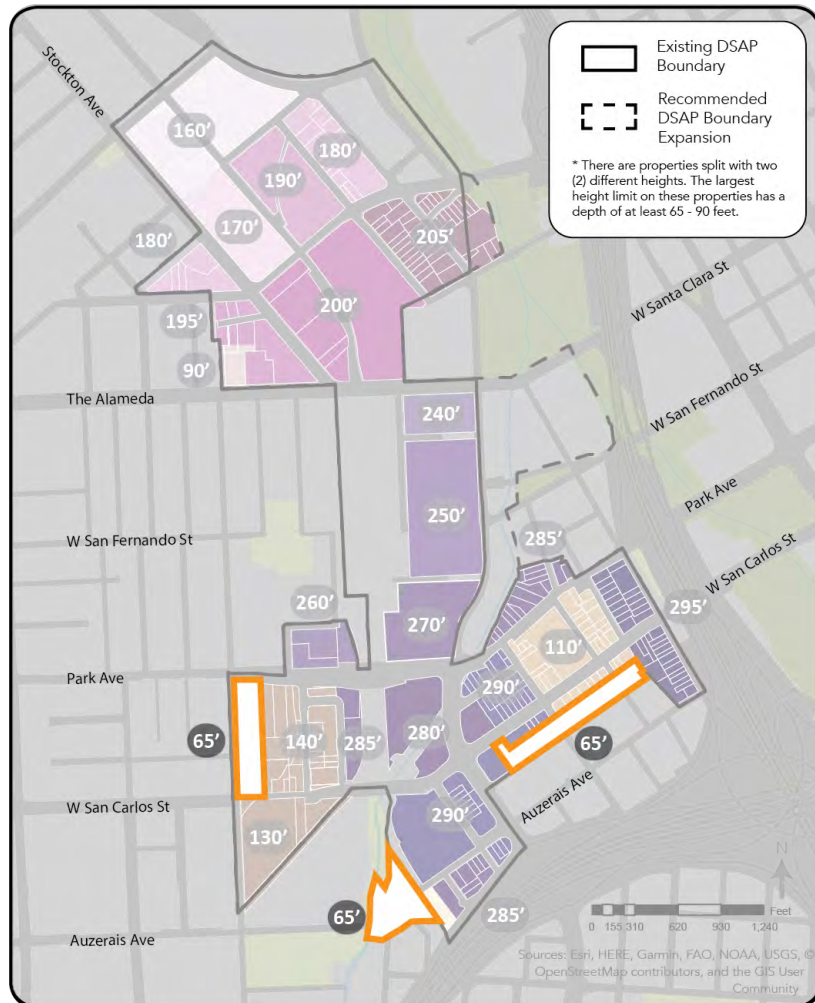 Existing DSAP
Boundary
Recommended
DSAP Boundary
Expansion
* There are properties split with two
(2) different heights. The largest
height limit on these properties has a
depth of at least 65 - 90 feet.
Stockton Ave
160'
180'
190'
170'
180'
205'
200'
195'
90'
W Santa Clara St
The Alameda
240'
W San Fernando St
250'
Park Ave
W San Fernando St
285'
W San Carlos St
260'
270'
295'
110'
Park Ave
290'
65'
140'
285'
280'
65'
Auzerais Ave
W San Carlos St
290'
130'
N
65'
285'
Feet
0 155 310 620 930 1,240
Auzerais Ave
Sources: Esri, HERE, Garmin, FAO, NOAA, USGS, ©
OpenStreetMap contributors, and the GIS User
Community